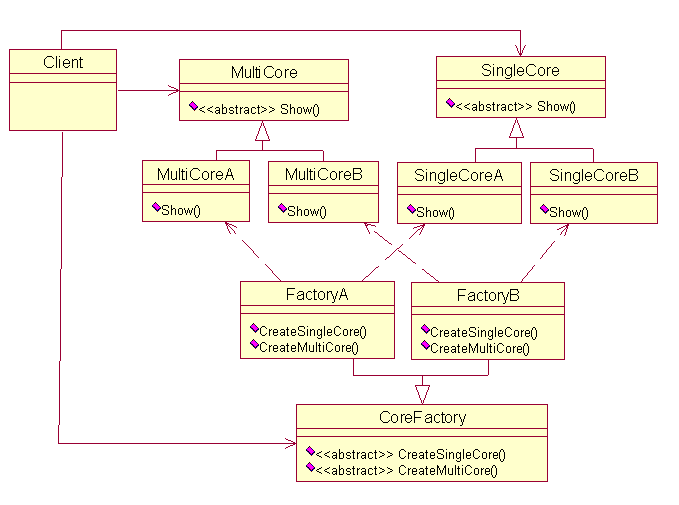 Client
MultiCore
<<abstract>> Show()
SingleCore
<<abstract>> Show()
MultiCoreA
Show()
MultiCoreB
Show()
SingleCoreA
Show()
SingleCoreB
Show()
FactoryA
CreateSingleCore()
CreateMultiCore()
FactoryB
CreateSingleCore()
CreateMultiCore()
CoreFactory
<<abstract>> CreateSingleCore()
<<abstract>> CreateMultiCore()